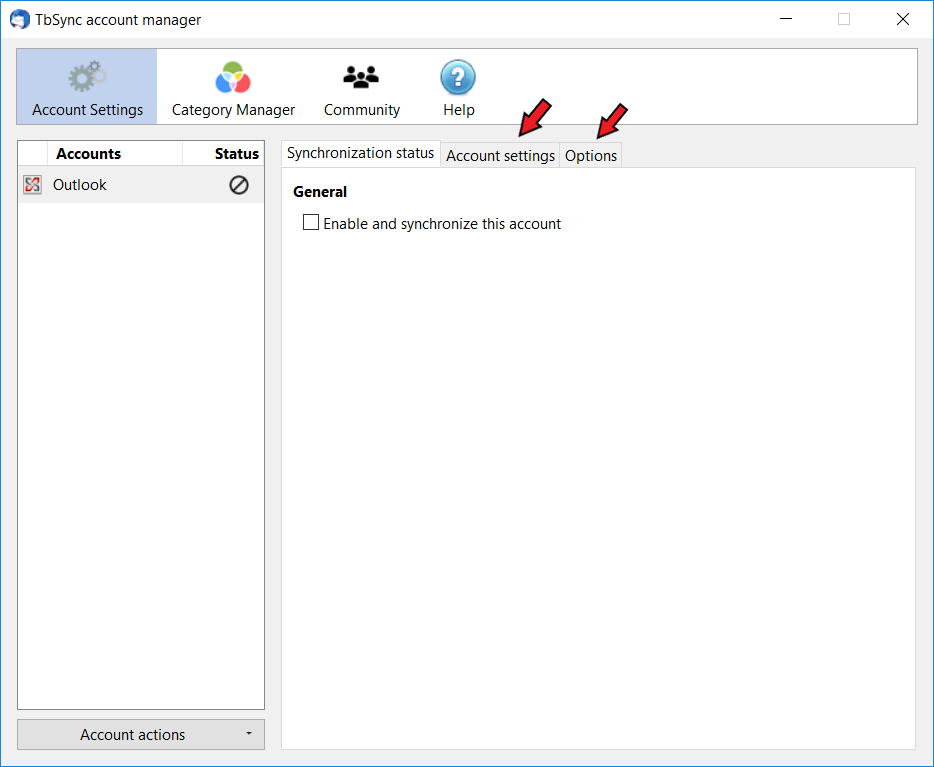 TbSync account manager
Account Settings
Category Manager
Community
Help
Accounts
Status
Outlook
Synchronization status
Account settings
Options
General
Enable and synchronize this account
Account actions